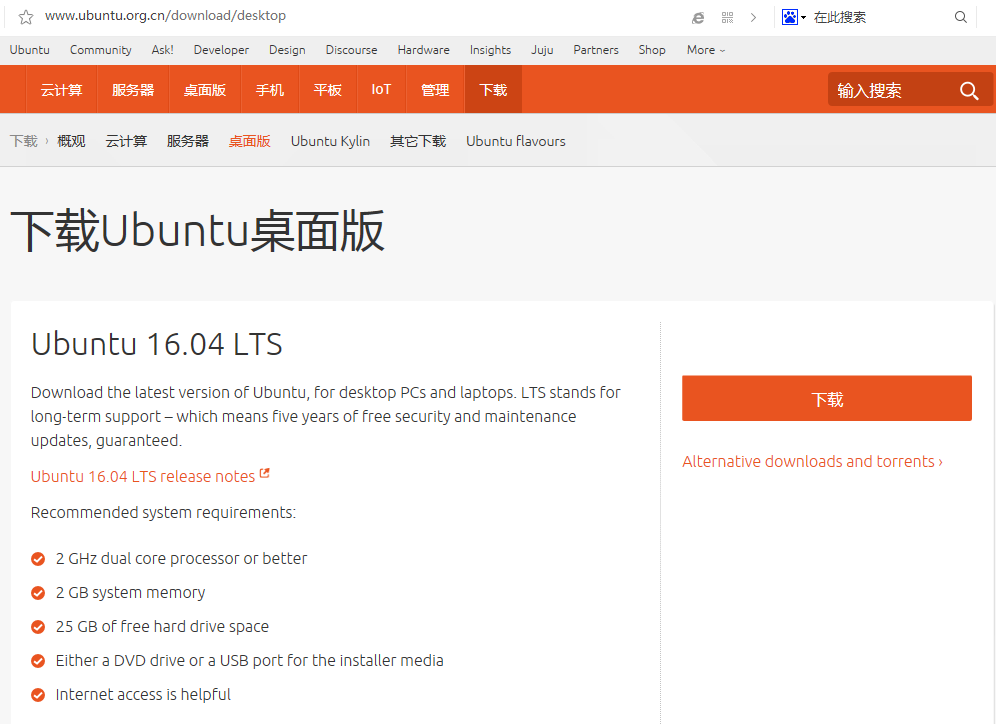 www.ubuntu.org.cn/download/desktop 在此搜索
Ubuntu Community Ask! Developer Design Discourse Hardware Insights Juju Partners Shop More
云计算 服务器 桌面版 手机 平板 IoT 管理 下载 输入搜索
下载 › 概观 云计算 服务器 桌面版 Ubuntu Kylin 其它下载 Ubuntu flavours
下载Ubuntu桌面版
Ubuntu 16.04 LTS
Download the latest version of Ubuntu, for desktop PCs and laptops. LTS stands for
long-term support – which means five years of free security and maintenance
updates, guaranteed.
Ubuntu 16.04 LTS release notes
Recommended system requirements:
2 GHz dual core processor or better
2 GB system memory
25 GB of free hard drive space
Either a DVD drive or a USB port for the installer media
Internet access is helpful
下载
Alternative downloads and torrents ›